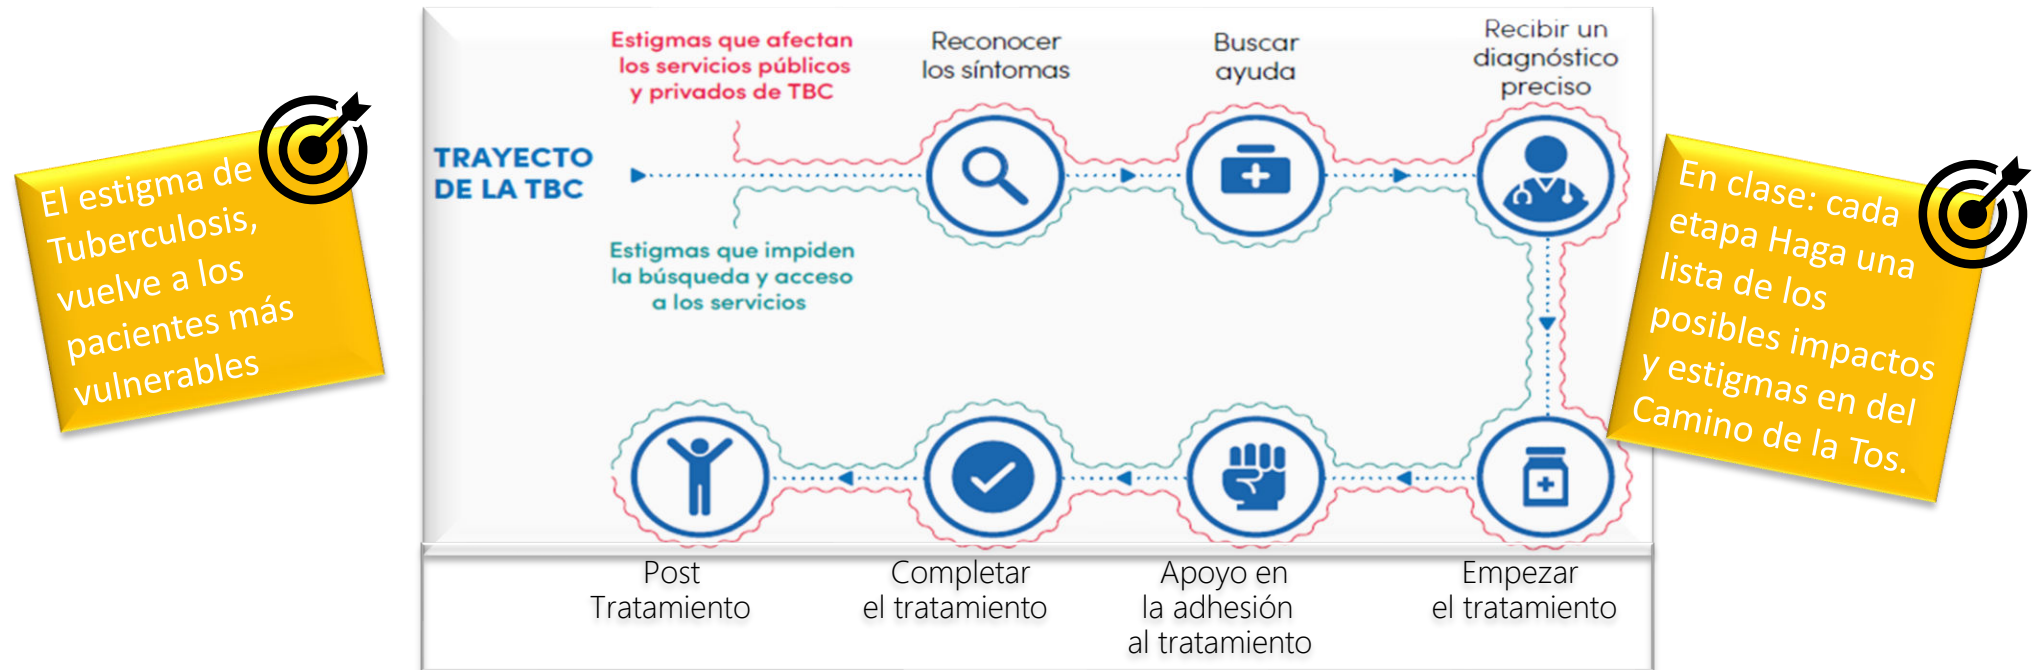 El estigma de
Tuberculosis,
vuelve a los
pacientes más
vulnerables
Estigmas que afectan
los servicios públicos
y privados de TBC
Reconocer
los síntomas
Buscar
ayuda
Recibir un
diagnóstico
preciso
TRAYECTO
DE LA TBC
Estigmas que impiden
la búsqueda y acceso
a los servicios
En clase: cada
etapa Haga una
lista de los
posibles impactos
y estigmas en del
Camino de la Tos.
Post
Tratamiento
Completar
el tratamiento
Apoyo en
la adhesión
al tratamiento
Empezar
el tratamiento